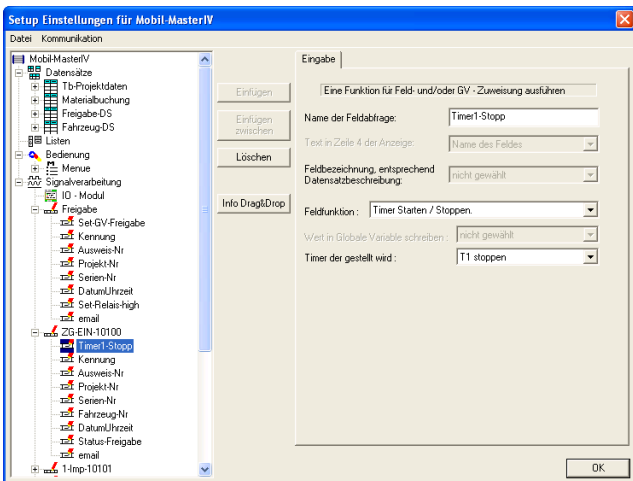 Setup Einstellungen für Mobil-MasterIV
Datei Kommunikation
Mobil-MasterIV
Datensätze
Tb-Projektdaten
Materialbuchung
Freigabe-DS
Fahrzeug-DS
Listen
Bedienung
Menue
Signalverarbeitung
IO - Modul
Freigabe
Set-GV-Freigabe
Kennung
Ausweis-Nr
Projekt-Nr
Serien-Nr
DatumUhrzeit
Set-Relais-high
email
ZG-EIN-10100
Timer1-Stopp
Kennung
Ausweis-Nr
Projekt-Nr
Serien-Nr
Fahrzeug-Nr
DatumUhrzeit
Status-Freigabe
email
1-Imp-10101
Einfügen
Einfügen
zwischen
Löschen
Info Drag&Drop
Eingabe
Eine Funktion für Feld- und/oder GV - Zuweisung ausführen
Name der Feldabfrage: Timer1-Stopp
Text in Zeile 4 der Anzeige: Name des Feldes
Feldbezeichnung, entsprechend
Datensatzbeschreibung: nicht gewählt
Feldfunktion : Timer Starten / Stoppen.
Wert in Globale Variable schreiben : nicht gewählt
Timer der gestellt wird : T1 stoppen
OK